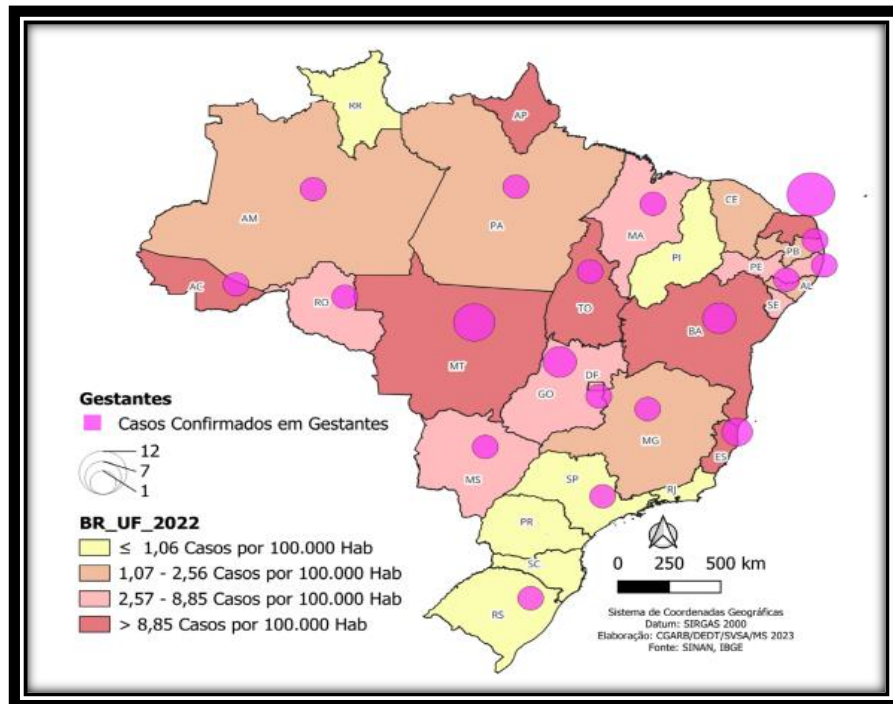 RR
AP
AM
PA
CE
MA
PB
PI
PE
AC
AL
RO
TO
SE
BA
MT
DF
GO
MG
ES
MS
SP
RJ
PR
SC
RS
Gestantes
Casos Confirmados em Gestantes
12
7
1
BR_UF_2022
≤ 1,06 Casos por 100.000 Hab
1,07 - 2,56 Casos por 100.000 Hab
2,57 - 8,85 Casos por 100.000 Hab
> 8,85 Casos por 100.000 Hab
0 250 500 km
Sistema de Coordenadas Geográficas
Datum: SIRGAS 2000
Elaboração: CGARB/DEDT/SVSA/MS 2023
Fonte: SINAN, IBGE